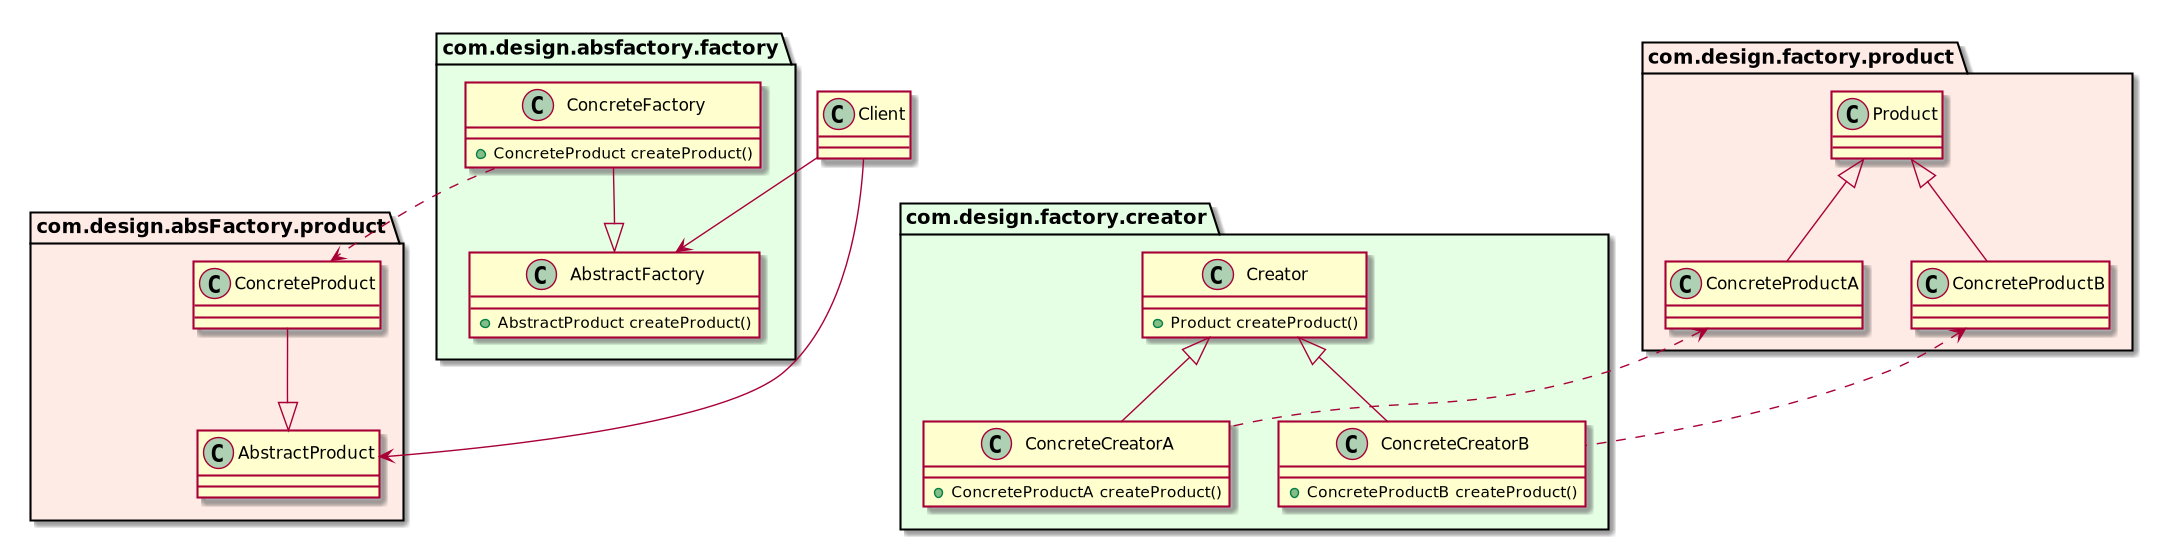 com.design.absfactory.factory
C ConcreteFactory
ConcreteProduct createProduct()
C AbstractFactory
AbstractProduct createProduct()
C Client
com.design.absFactory.product
C ConcreteProduct
C AbstractProduct
com.design.factory.creator
C Creator
Product createProduct()
C ConcreteCreatorA
ConcreteProductA createProduct()
C ConcreteCreatorB
ConcreteProductB createProduct()
com.design.factory.product
C Product
C ConcreteProductA
C ConcreteProductB